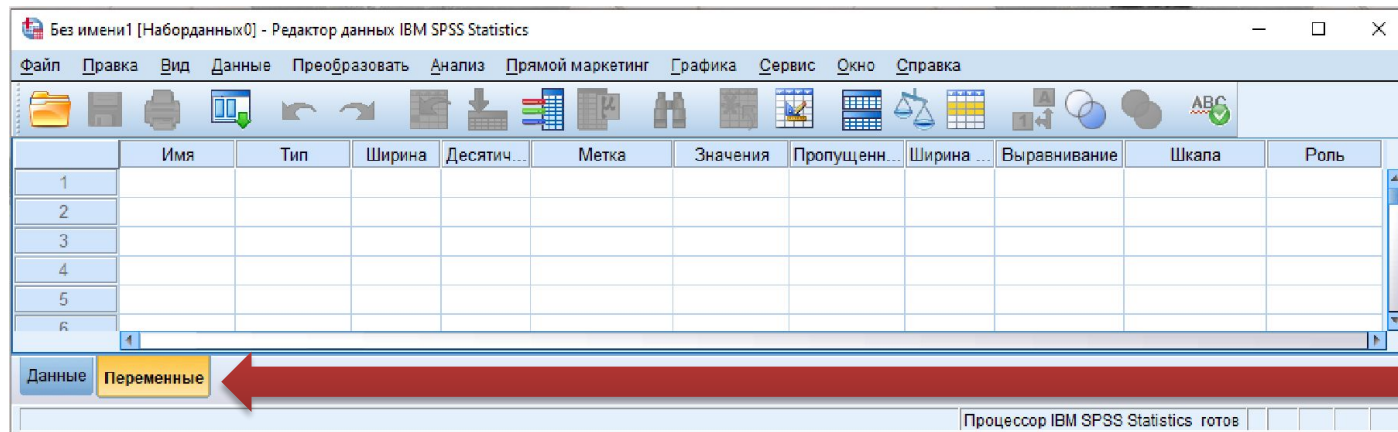 Без имени1 [Наборданных0] - Редактор данных IBM SPSS Statistics
Файл Правка Вид Данные Преобразовать Анализ Прямой маркетинг Графика Сервис Окно Справка
Имя Тип Ширина Десятич... Метка Значения Пропущенн... Ширина ... Выравнивание Шкала Роль
1
2
3
4
5
6
Данные Переменные
Процессор IBM SPSS Statistics готов